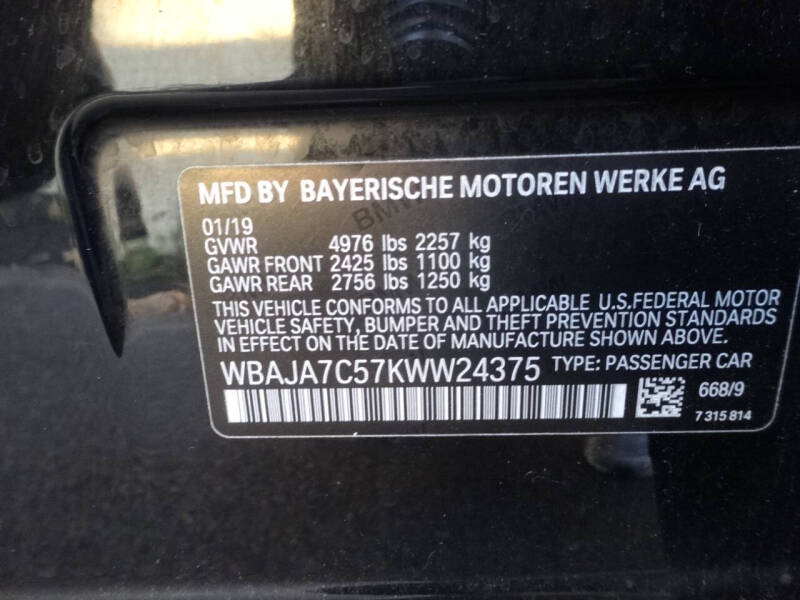 MFD BY BAYERISCHE MOTOREN WERKE AG
01/19
GVWR 4976 lbs 2257 kg
GAWR FRONT 2425 lbs 1100 kg
GAWR REAR 2756 lbs 1250 kg
THIS VEHICLE CONFORMS TO ALL APPLICABLE U.S.FEDERAL MOTOR
VEHICLE SAFETY, BUMPER AND THEFT PREVENTION STANDARDS
IN EFFECT ON THE DATE OF MANUFACTURE SHOWN ABOVE.
WBAJA7C57KWW24375 TYPE: PASSENGER CAR
668/9
7 315 814